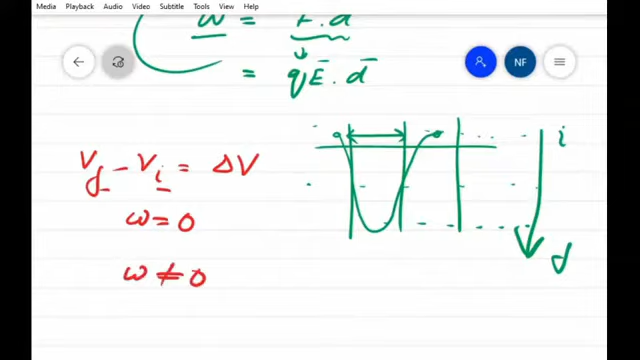 Media Playback Audio Video Subtitle Tools View Help
W = F.d
= qE̅.d̅
NF
V_f - V_i = ΔV
i
W = 0
f
W ≠ 0